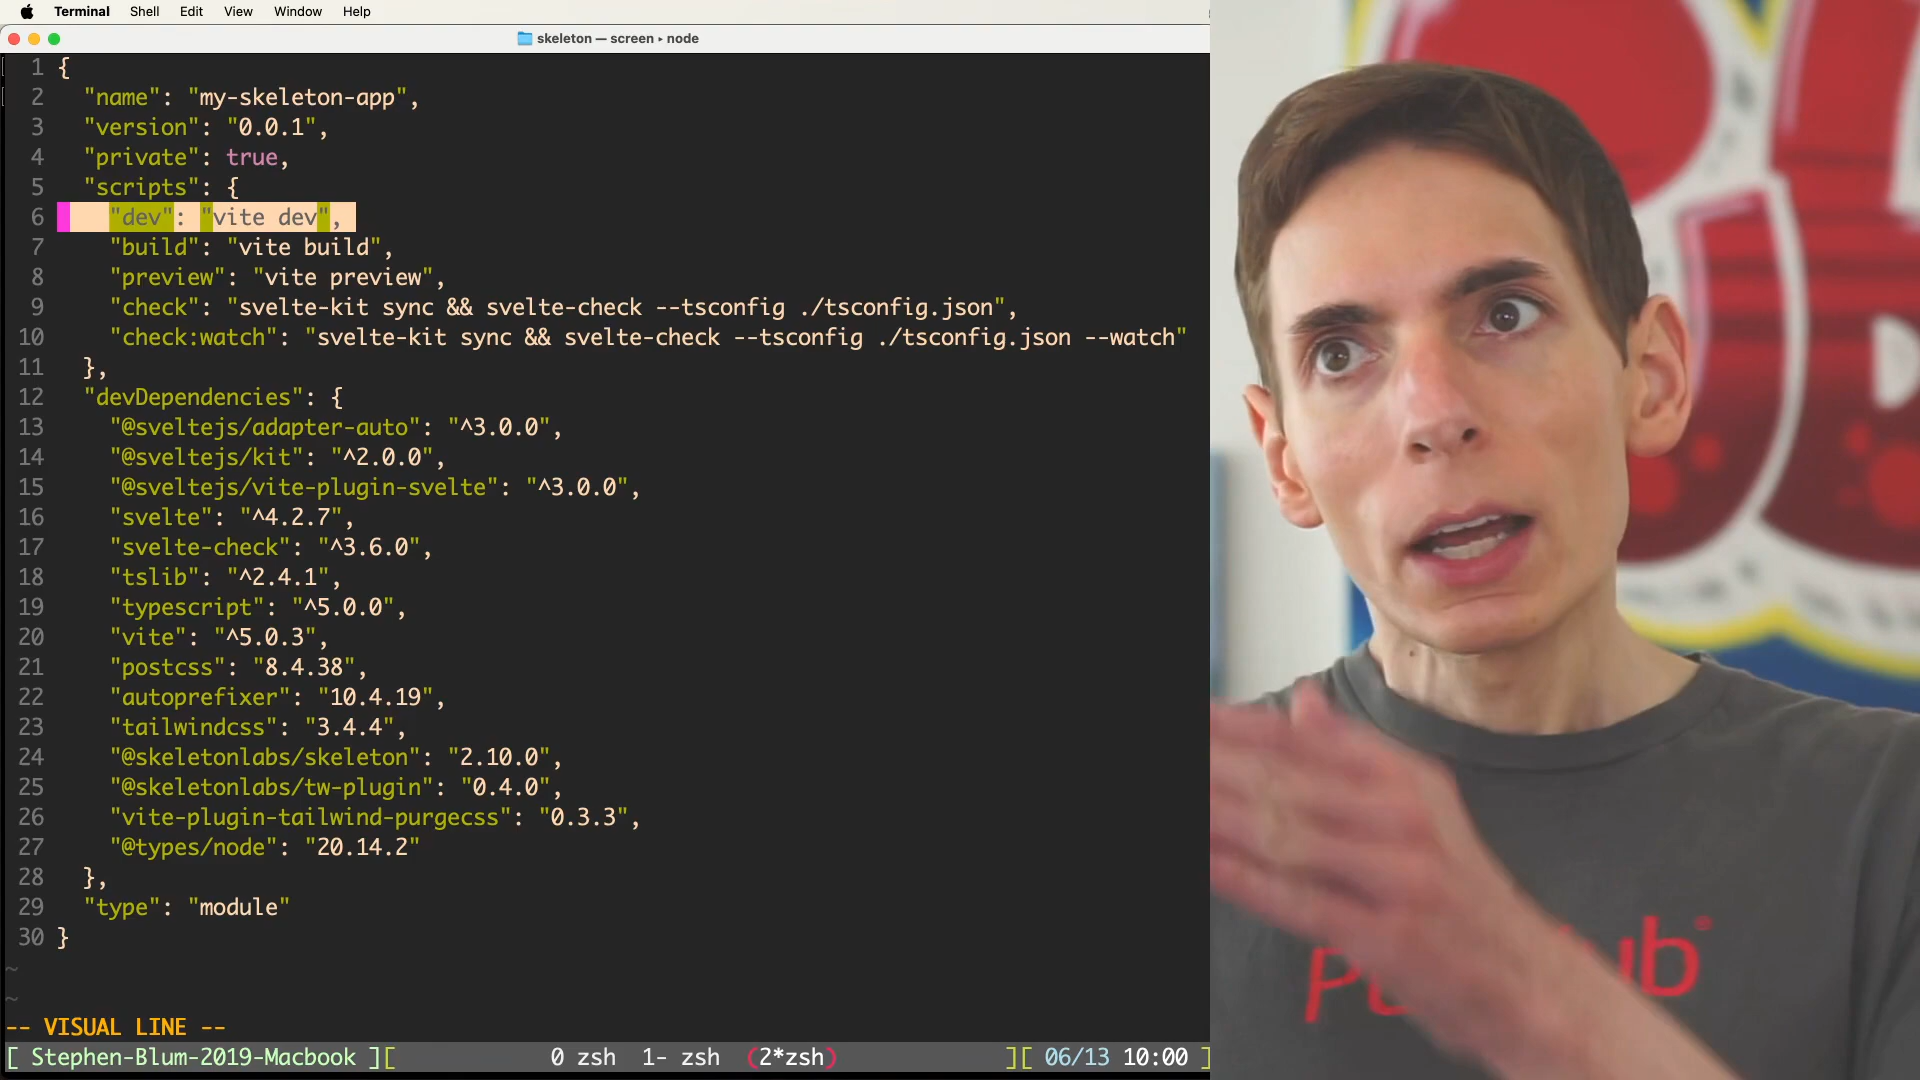 Terminal Shell Edit View Window Help
skeleton — screen ▸ node
1 {
2 "name": "my-skeleton-app",
3 "version": "0.0.1",
4 "private": true,
5 "scripts": {
6 "dev": "vite dev",
7 "build": "vite build",
8 "preview": "vite preview",
9 "check": "svelte-kit sync && svelte-check --tsconfig ./tsconfig.json",
10 "check:watch": "svelte-kit sync && svelte-check --tsconfig ./tsconfig.json --watch"
11 },
12 "devDependencies": {
13 "@sveltejs/adapter-auto": "^3.0.0",
14 "@sveltejs/kit": "^2.0.0",
15 "@sveltejs/vite-plugin-svelte": "^3.0.0",
16 "svelte": "^4.2.7",
17 "svelte-check": "^3.6.0",
18 "tslib": "^2.4.1",
19 "typescript": "^5.0.0",
20 "vite": "^5.0.3",
21 "postcss": "8.4.38",
22 "autoprefixer": "10.4.19",
23 "tailwindcss": "3.4.4",
24 "@skeletonlabs/skeleton": "2.10.0",
25 "@skeletonlabs/tw-plugin": "0.4.0",
26 "vite-plugin-tailwind-purgecss": "0.3.3",
27 "@types/node": "20.14.2"
28 },
29 "type": "module"
30 }
~
~
-- VISUAL LINE --
[ Stephen-Blum-2019-Macbook ][ 0 zsh 1- zsh (2*zsh) ][ 06/13 10:00 ]